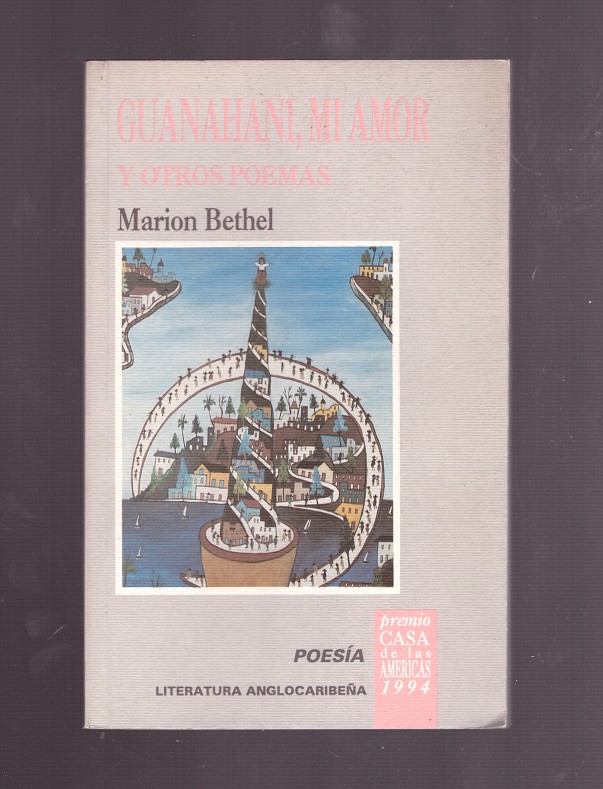 GUANAHANI, MI AMOR
Y OTROS POEMAS
Marion Bethel
POESÍA
LITERATURA ANGLOCARIBEÑA
premio
CASA
de las
AMERICAS
1994